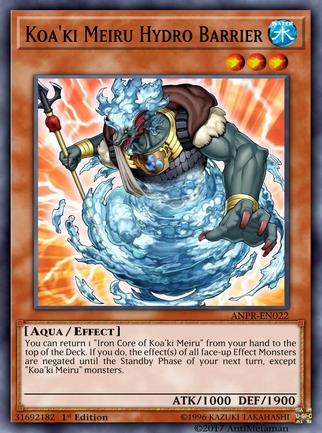 Koa'ki Meiru Hydro Barrier
WATER
水
ANPR-EN022
[ Aqua / Effect ]
You can return 1 "Iron Core of Koa'ki Meiru" from your hand to the
top of the Deck. If you do, the effect(s) of all face-up Effect Monsters
are negated until the Standby Phase of your next turn, except
"Koa'ki Meiru" monsters.
ATK/1000 DEF/1900
31692182 1st Edition ©1996 KAZUKI TAKAHASHI
©2017 AntiMetaman